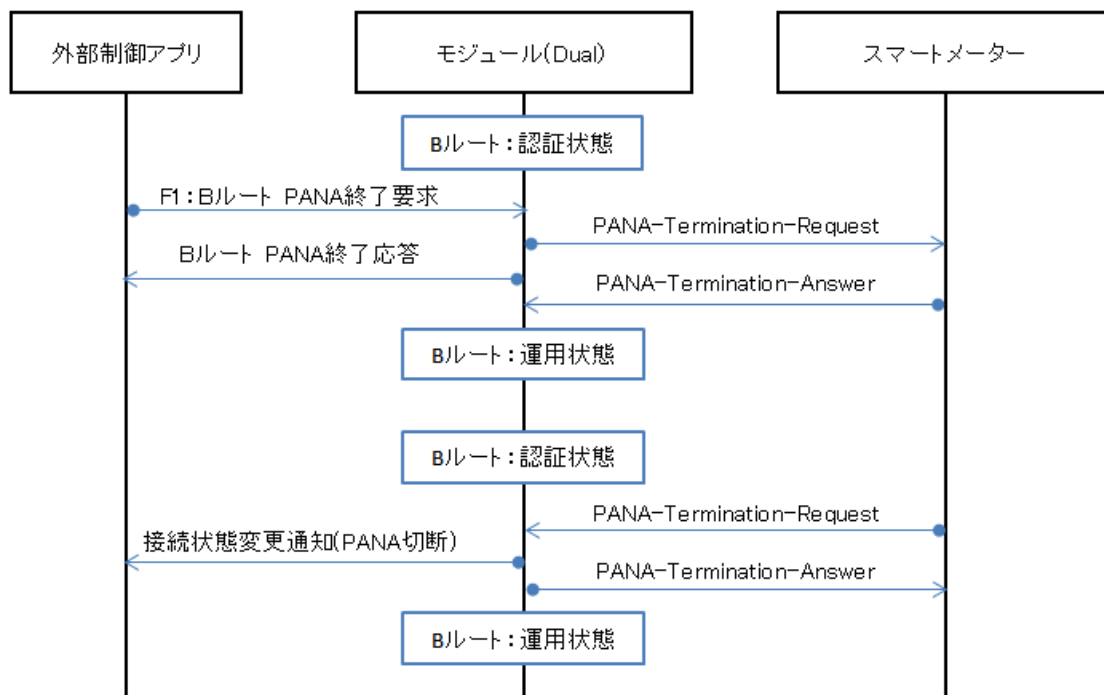 外部制御アプリ
モジュール(Dual)
スマートメーター
Bルート：認証状態
F1：Bルート PANA終了要求
PANA-Termination-Request
Bルート PANA終了応答
PANA-Termination-Answer
Bルート：運用状態
Bルート：認証状態
PANA-Termination-Request
接続状態変更通知(PANA切断)
PANA-Termination-Answer
Bルート：運用状態